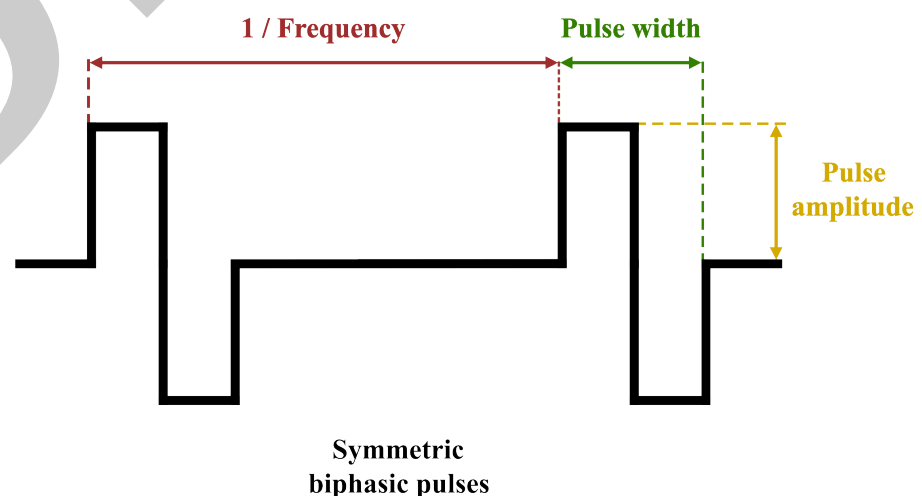 1 / Frequency
Pulse width
Pulse
amplitude
Symmetric
biphasic pulses